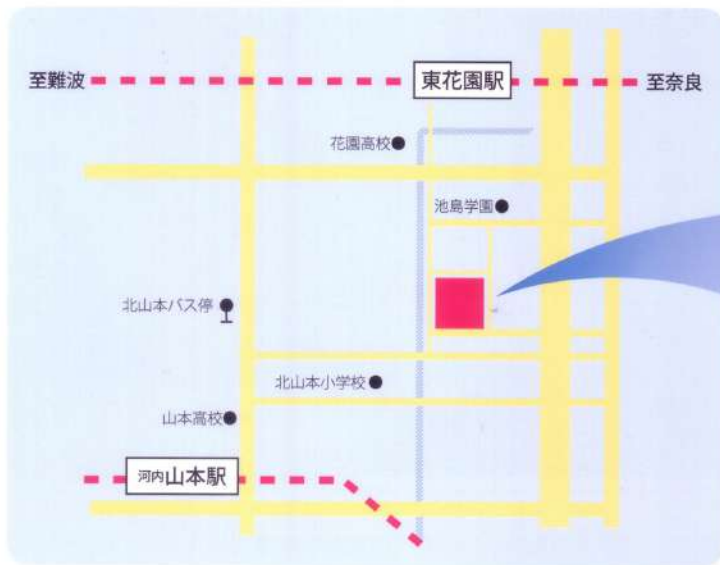 至難波
東花園駅
至奈良
花園高校
池島学園
北山本バス停
北山本小学校
山本高校
河内山本駅